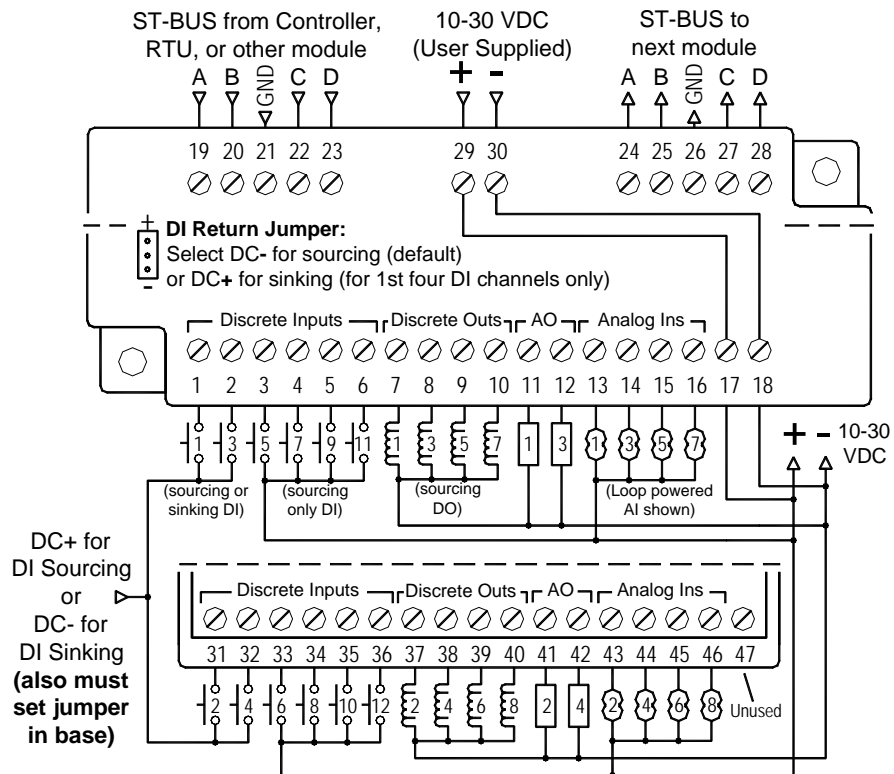 ST-BUS from Controller,
RTU, or other module
10-30 VDC
(User Supplied)
ST-BUS to
next module
A B GND C D
+ -
A B GND C D
19 20 21 22 23
29 30
24 25 26 27 28
+
-
DI Return Jumper:
Select DC- for sourcing (default)
or DC+ for sinking (for 1st four DI channels only)
Discrete Inputs Discrete Outs AO Analog Ins
1 2 3 4 5 6 7 8 9 10 11 12 13 14 15 16 17 18
1 3 5 7 9 11 1 3 5 7 1 3 1 3 5 7
+ - 10-30
VDC
(sourcing or
sinking DI)
(sourcing
only DI)
(sourcing
DO)
(Loop powered
AI shown)
DC+ for
DI Sourcing
or
DC- for
DI Sinking
(also must
set jumper
in base)
Discrete Inputs Discrete Outs AO Analog Ins
31 32 33 34 35 36 37 38 39 40 41 42 43 44 45 46 47
2 4 6 8 10 12 2 4 6 8 2 4 2 4 6 8
Unused